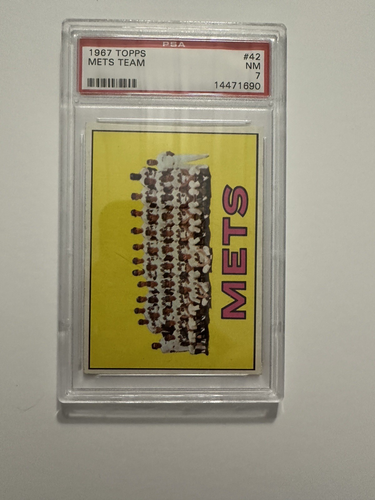 PSA
1967 TOPPS #42
METS TEAM NM
7
14471690
METS